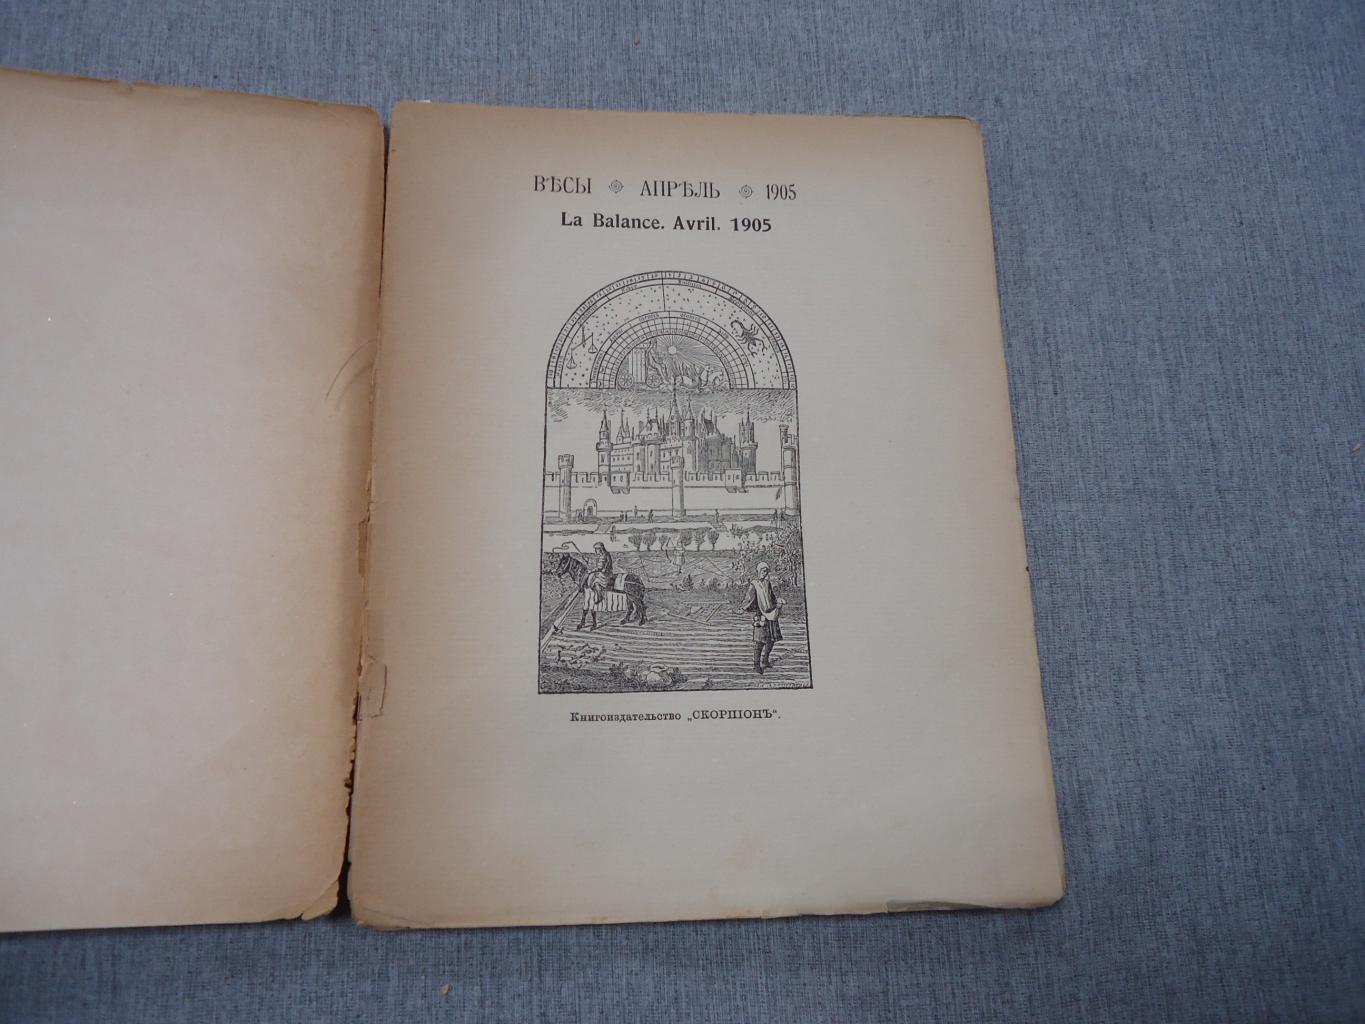 ВѢСЫ АПРѢЛЬ 1905
La Balance. Avril. 1905
Книгоиздательство „СКОРПІОНЪ“.